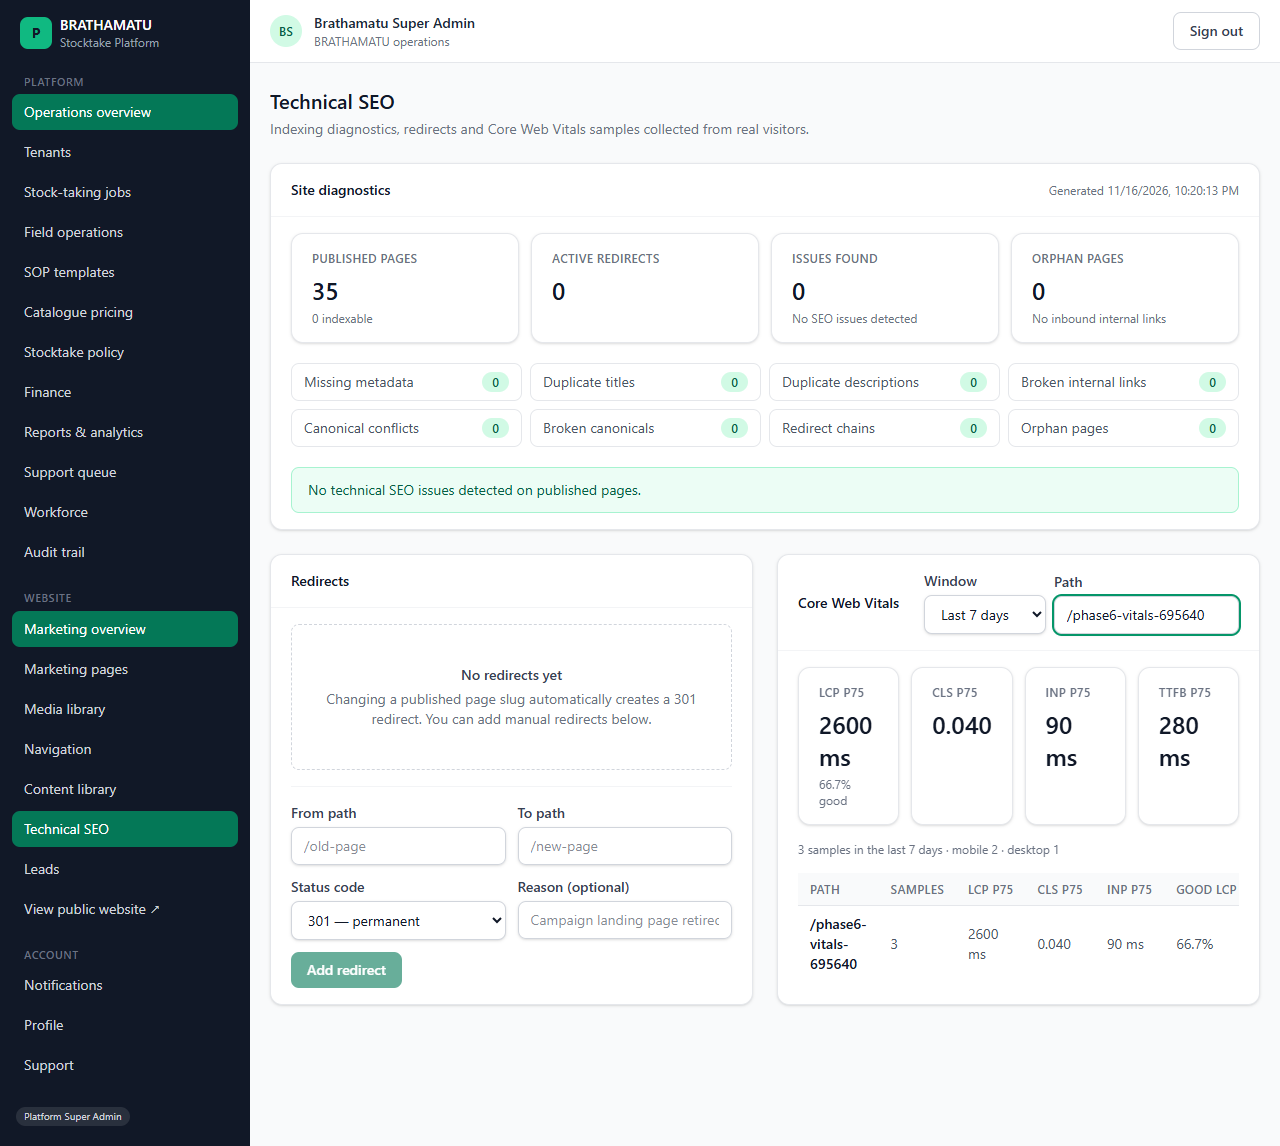 P
BRATHAMATU
Stocktake Platform
PLATFORM
Operations overview
Tenants
Stock-taking jobs
Field operations
SOP templates
Catalogue pricing
Stocktake policy
Finance
Reports & analytics
Support queue
Workforce
Audit trail
WEBSITE
Marketing overview
Marketing pages
Media library
Navigation
Content library
Technical SEO
Leads
View public website ↗
ACCOUNT
Notifications
Profile
Support
Platform Super Admin
BS
Brathamatu Super Admin
BRATHAMATU operations
Sign out
Technical SEO
Indexing diagnostics, redirects and Core Web Vitals samples collected from real visitors.
Site diagnostics
Generated 11/16/2026, 10:20:13 PM
PUBLISHED PAGES
35
0 indexable
ACTIVE REDIRECTS
0
ISSUES FOUND
0
No SEO issues detected
ORPHAN PAGES
0
No inbound internal links
Missing metadata 0
Duplicate titles 0
Duplicate descriptions 0
Broken internal links 0
Canonical conflicts 0
Broken canonicals 0
Redirect chains 0
Orphan pages 0
No technical SEO issues detected on published pages.
Redirects
No redirects yet
Changing a published page slug automatically creates a 301
redirect. You can add manual redirects below.
From path
/old-page
To path
/new-page
Status code
301 — permanent
Reason (optional)
Campaign landing page retired
Add redirect
Core Web Vitals
Window
Last 7 days
Path
/phase6-vitals-695640
LCP P75
2600
ms
66.7%
good
CLS P75
0.040
INP P75
90
ms
TTFB P75
280
ms
3 samples in the last 7 days · mobile 2 · desktop 1
PATH SAMPLES LCP P75 CLS P75 INP P75 GOOD LCP
/phase6-
vitals-
695640
3
2600
ms
0.040
90 ms
66.7%